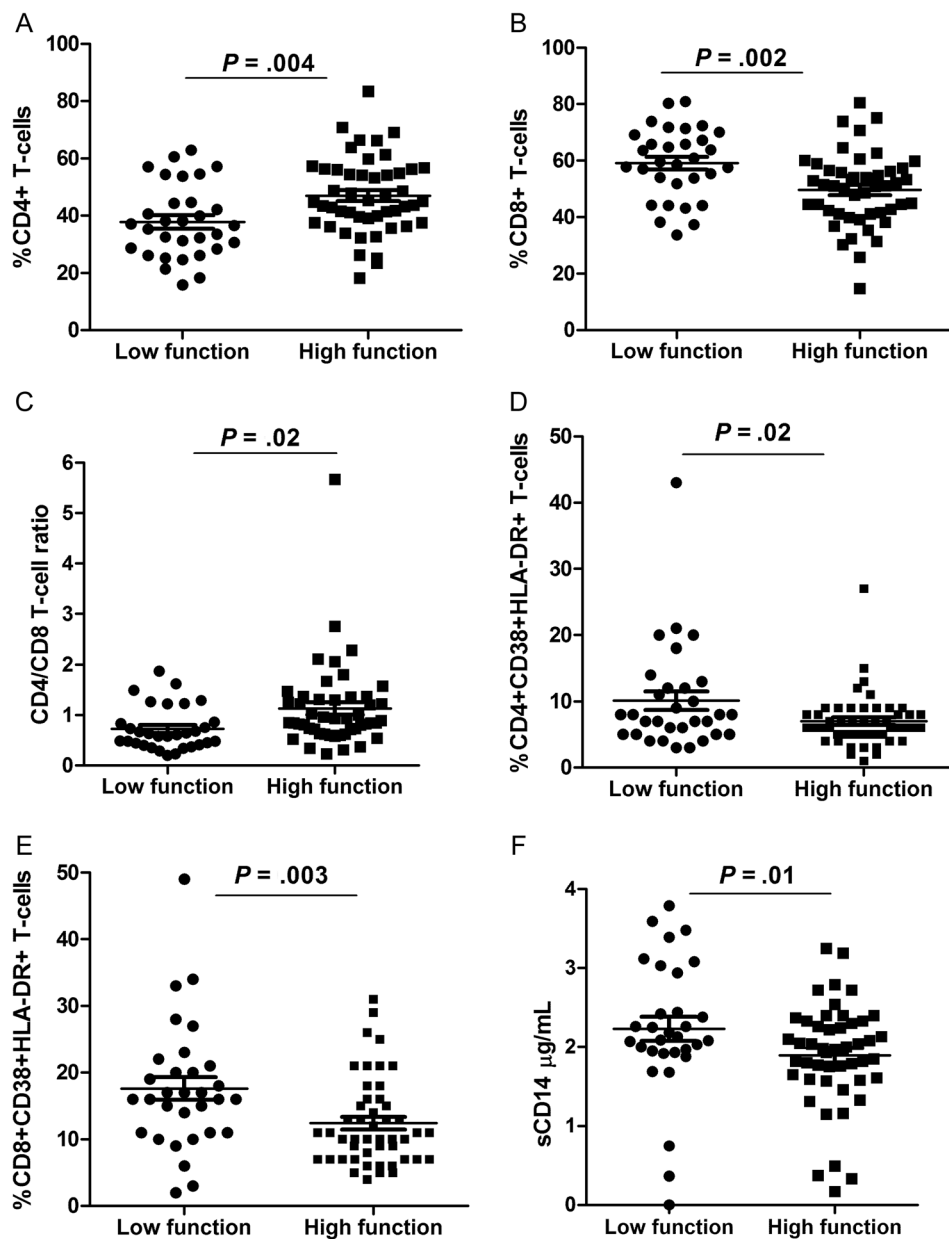 A
P = .004
%CD4+ T-cells
100
80
60
40
20
0
Low function
High function
B
P = .002
%CD8+ T-cells
100
80
60
40
20
0
Low function
High function
C
P = .02
CD4/CD8 T-cell ratio
6
5
4
3
2
1
0
Low function
High function
D
P = .02
%CD4+CD38+HLA-DR+ T-cells
50
40
30
20
10
0
Low function
High function
E
P = .003
%CD8+CD38+HLA-DR+ T-cells
50
40
30
20
10
0
Low function
High function
F
P = .01
sCD14 µg/mL
4
3
2
1
0
Low function
High function